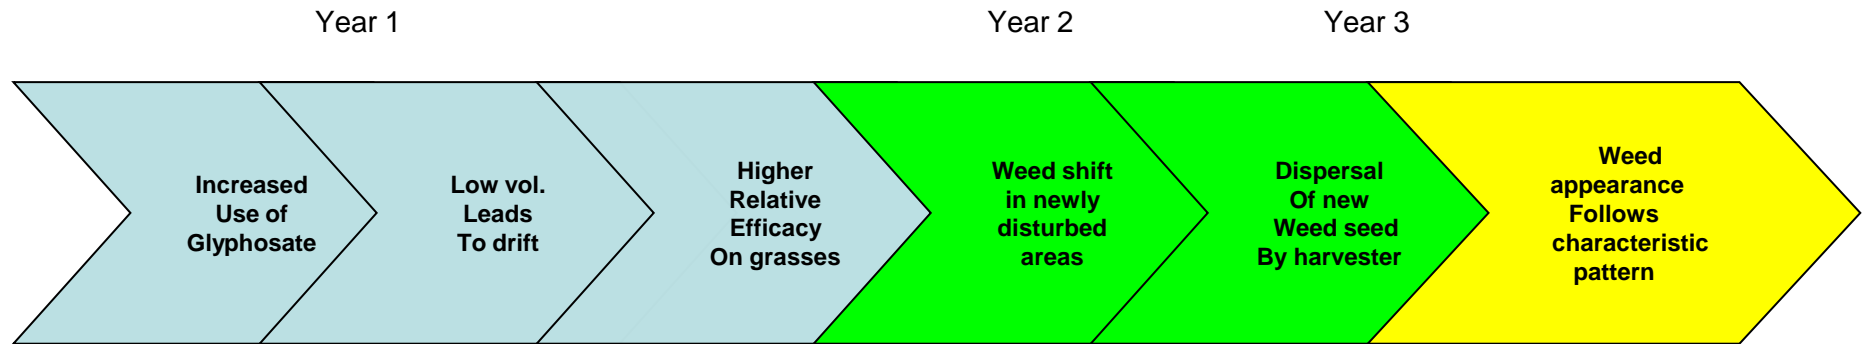 Year 1
Year 2
Year 3
Increased
Use of
Glyphosate
Low vol.
Leads
To drift
Higher
Relative
Efficacy
On grasses
Weed shift
in newly
disturbed
areas
Dispersal
Of new
Weed seed
By harvester
Weed
appearance
Follows
characteristic
pattern